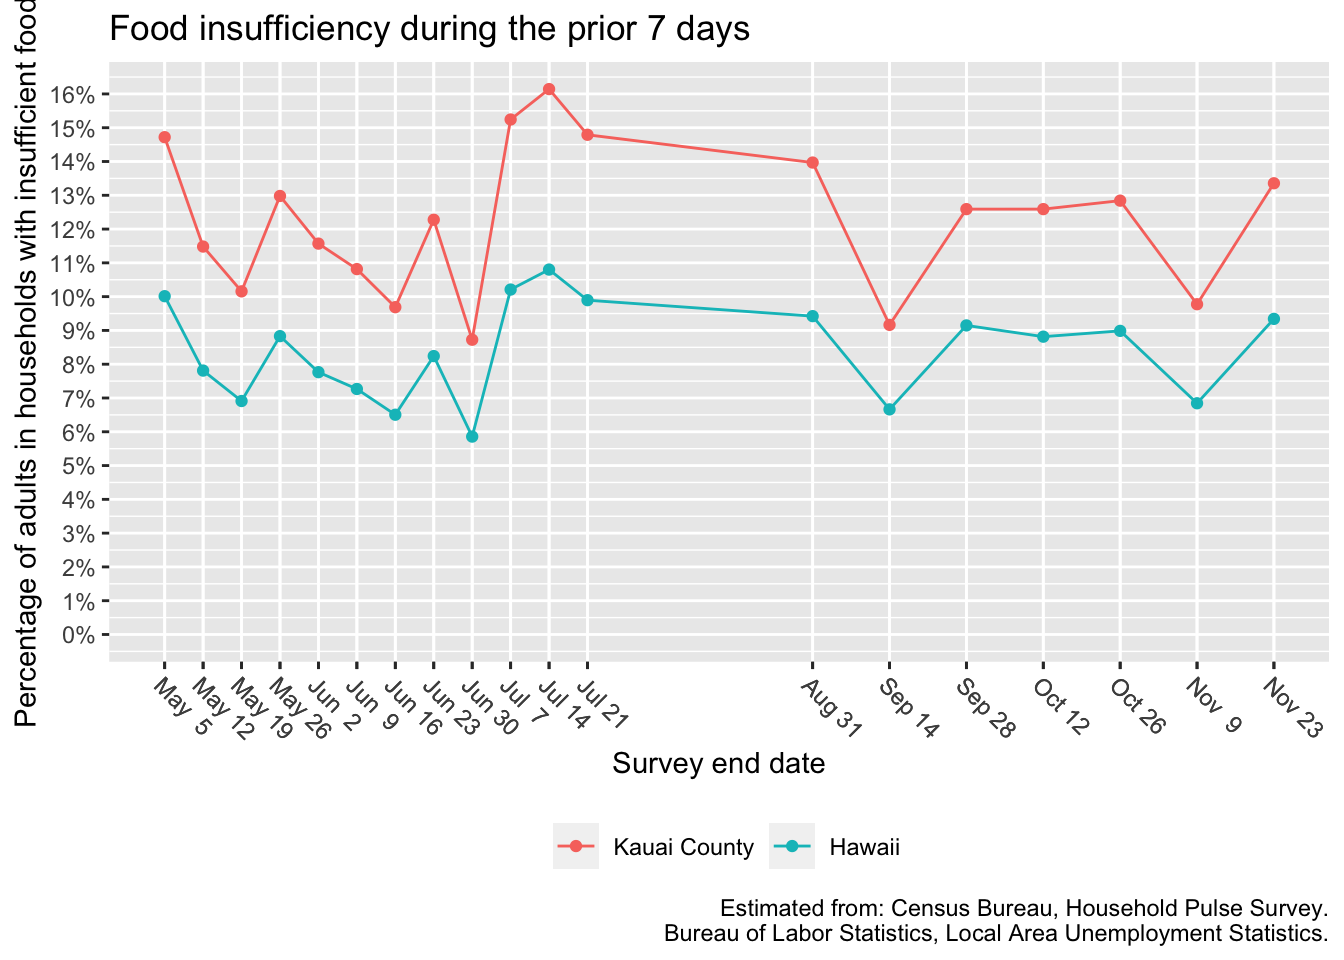 Food insufficiency during the prior 7 days
Percentage of adults in households with insufficient food
16%
15%
14%
13%
12%
11%
10%
9%
8%
7%
6%
5%
4%
3%
2%
1%
0%
May 5
May 12
May 19
May 26
Jun 2
Jun 9
Jun 16
Jun 23
Jun 30
Jul 7
Jul 14
Jul 21
Aug 31
Sep 14
Sep 28
Oct 12
Oct 26
Nov 9
Nov 23
Survey end date
Kauai County
Hawaii
Estimated from: Census Bureau, Household Pulse Survey.
Bureau of Labor Statistics, Local Area Unemployment Statistics.